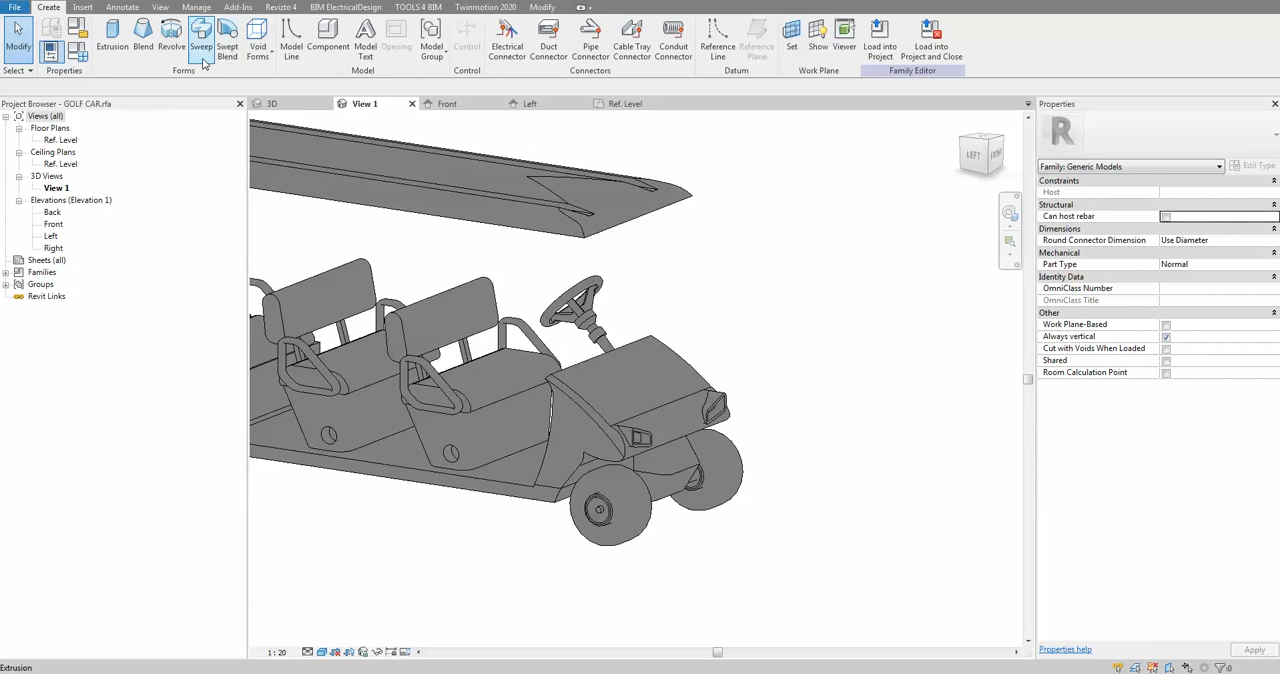 File Create Insert Annotate View Manage Add-Ins Revizto 4 BIM ElectricalDesign TOOLS 4 BIM Twinmotion 2020 Modify
Modify Extrusion Blend Revolve Sweep Swept Blend Void Forms Model Line Component Model Text Opening Model Group Control Electrical Connector Duct Connector Pipe Connector Cable Tray Connector Conduit Connector Reference Line Reference Plane Set Show Viewer Load into Project Load into Project and Close
Select Properties Forms Model Control Connectors Datum Work Plane Family Editor
Project Browser - GOLF CAR.rfa
Views (all)
Floor Plans
Ref. Level
Ceiling Plans
Ref. Level
3D Views
View 1
Elevations (Elevation 1)
Back
Front
Left
Right
Sheets (all)
Families
Groups
Revit Links
3D View 1 Front Left Ref. Level
LEFT FRONT
Properties
R
Family: Generic Models Edit Type
Constraints
Host
Structural
Can host rebar
Dimensions
Round Connector Dimension Use Diameter
Mechanical
Part Type Normal
Identity Data
OmniClass Number
OmniClass Title
Other
Work Plane-Based
Always vertical
Cut with Voids When Loaded
Shared
Room Calculation Point
Properties help Apply
1 : 20
Extrusion
:0